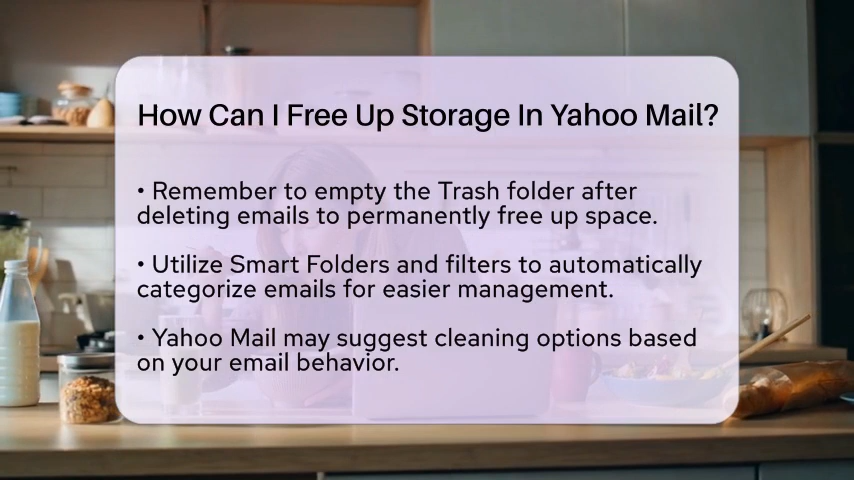 How Can I Free Up Storage In Yahoo Mail?
• Remember to empty the Trash folder after
deleting emails to permanently free up space.
• Utilize Smart Folders and filters to automatically
categorize emails for easier management.
• Yahoo Mail may suggest cleaning options based
on your email behavior.